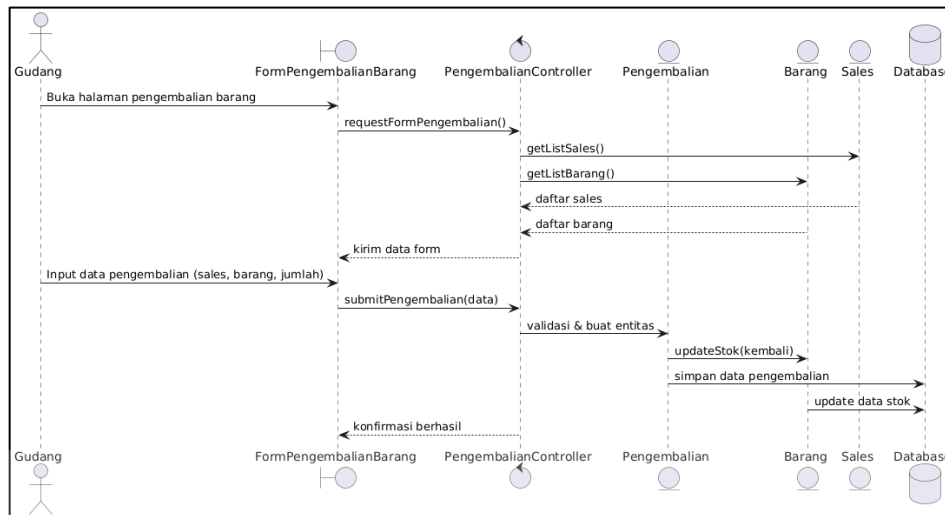 Gudang
FormPengembalianBarang
PengembalianController
Pengembalian
Barang
Sales
Database
Buka halaman pengembalian barang
requestFormPengembalian()
getListSales()
getListBarang()
daftar sales
daftar barang
kirim data form
Input data pengembalian (sales, barang, jumlah)
submitPengembalian(data)
validasi & buat entitas
updateStok(kembali)
simpan data pengembalian
update data stok
konfirmasi berhasil
Gudang
FormPengembalianBarang
PengembalianController
Pengembalian
Barang
Sales
Database